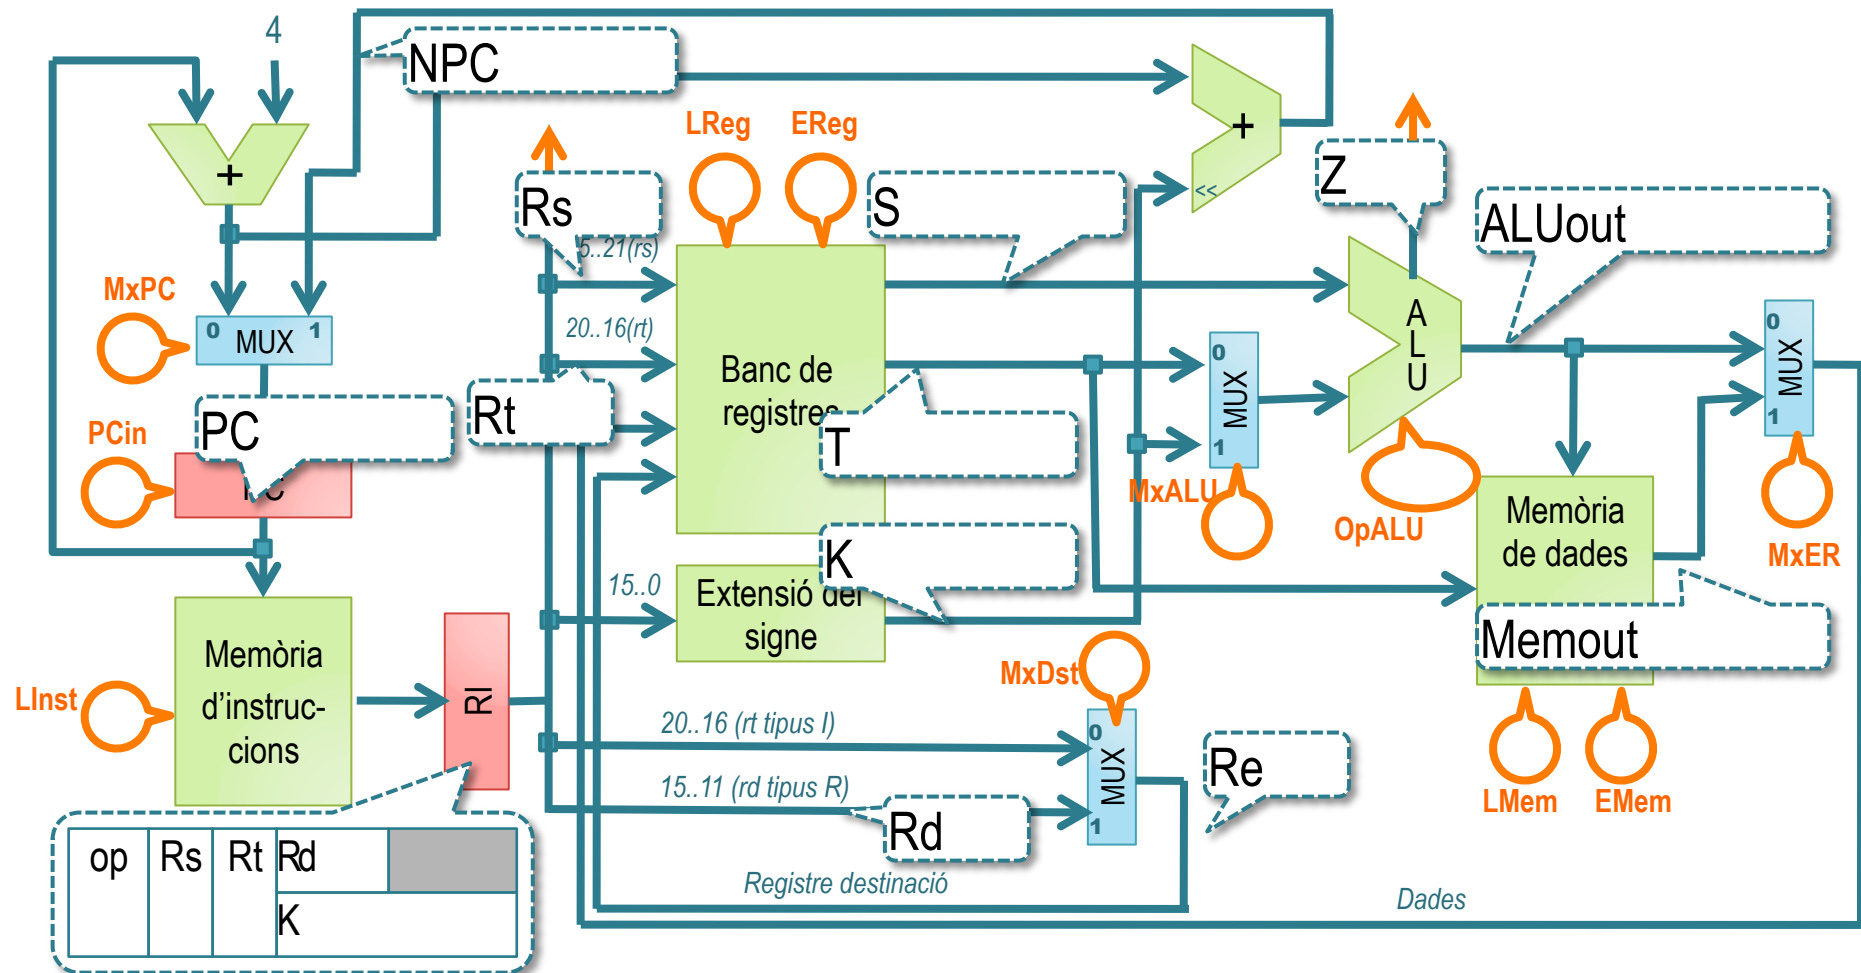 4
NPC
LReg
EReg
+
+
<<
Z
Rs
S
5..21(rs)
ALUout
MxPC
0
MUX
1
20..16(rt)
Banc de
registres
ALU
0
MUX
1
0
MUX
1
PCin
PC
Rt
T
MxALU
OpALU
Memòria
de dades
MxER
K
15..0
Extensió del
signe
Memout
Memòria
d'instruc-
cions
LInst
RI
MxDst
20..16 (rt tipus I)
0
MUX
1
Re
15..11 (rd tipus R)
Rd
LMem
EMem
op
Rs
Rt
Rd
K
Registre destinació
Dades